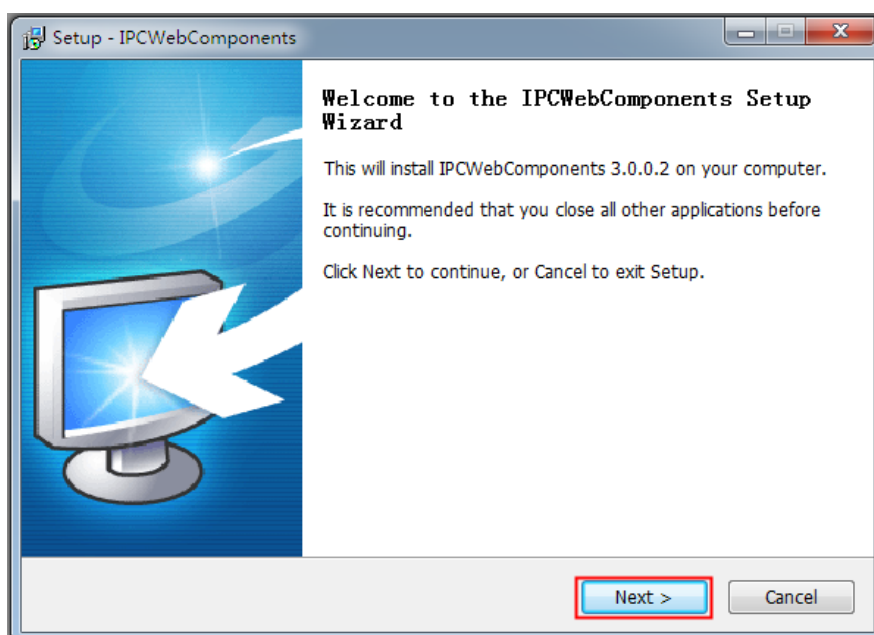 Setup - IPCWebComponents
Welcome to the IPCWebComponents Setup
Wizard
This will install IPCWebComponents 3.0.0.2 on your computer.
It is recommended that you close all other applications before
continuing.
Click Next to continue, or Cancel to exit Setup.
Next >
Cancel